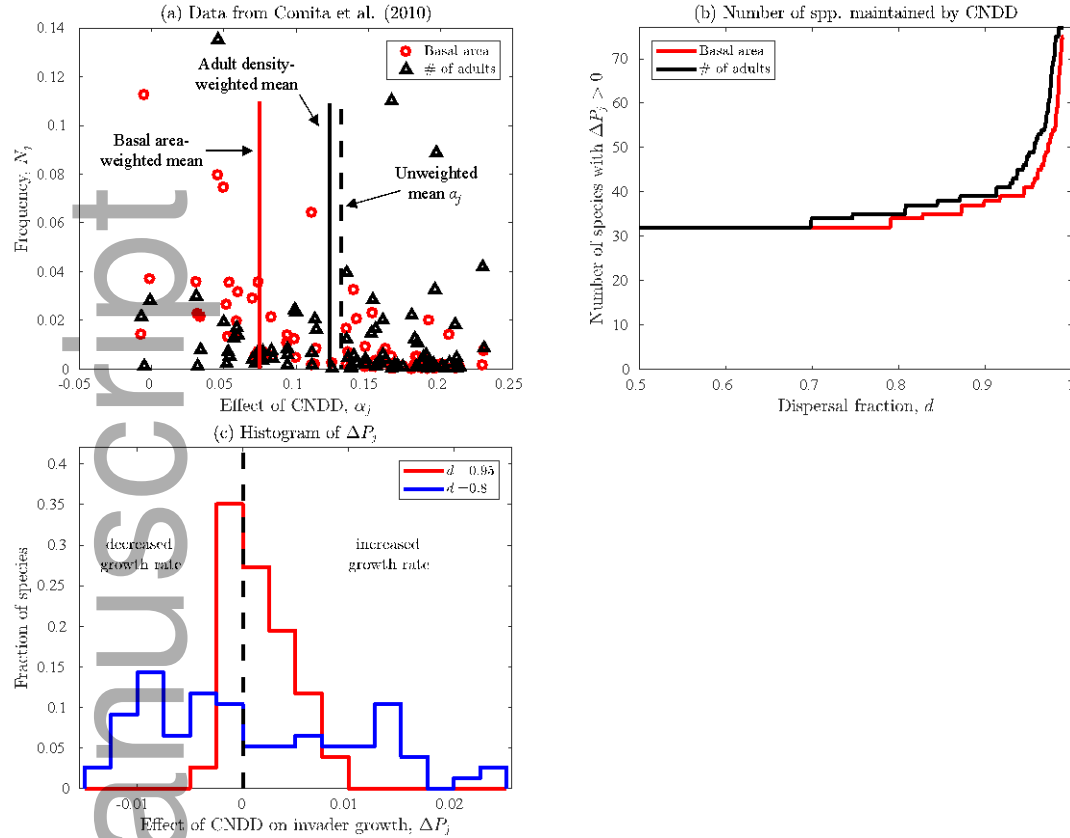 (a) Data from Comita et al. (2010)
0.14
0.12
0.1
0.08
0.06
0.04
0.02
0
Frequency, N_j
-0.05
0
0.05
0.1
0.15
0.2
0.25
Effect of CNDD, α_j
Basal area
# of adults
Adult density-
weighted mean
Basal area-
weighted mean
Unweighted
mean α_j
(b) Number of spp. maintained by CNDD
70
60
50
40
30
20
10
0
Number of species with ΔP_j > 0
0.5
0.6
0.7
0.8
0.9
1
Dispersal fraction, d
Basal area
# of adults
(c) Histogram of ΔP_j
0.4
0.35
0.3
0.25
0.2
0.15
0.1
0.05
0
Fraction of species
-0.01
0
0.01
0.02
Effect of CNDD on invader growth, ΔP_j
d=0.95
d=0.8
decreased
growth rate
increased
growth rate
anuscript